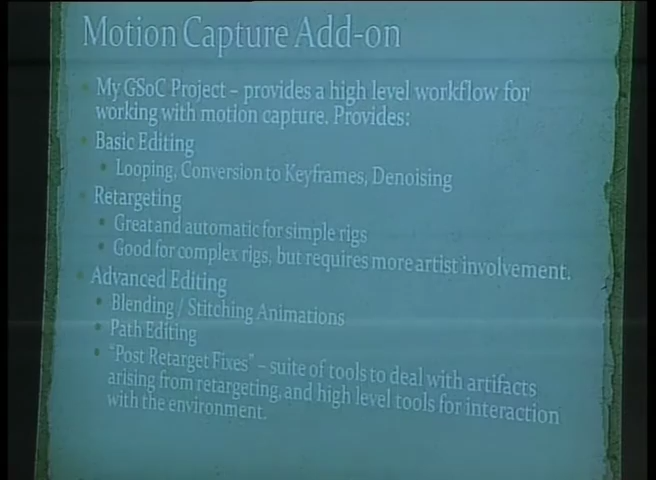 Motion Capture Add-on
My GSoC Project – provides a high level workflow for
working with motion capture. Provides:
Basic Editing
Looping, Conversion to Keyframes, Denoising
Retargeting
Great and automatic for simple rigs
Good for complex rigs, but requires more artist involvement.
Advanced Editing
Blending / Stitching Animations
Path Editing
“Post Retarget Fixes” – suite of tools to deal with artifacts
arising from retargeting, and high level tools for interaction
with the environment.